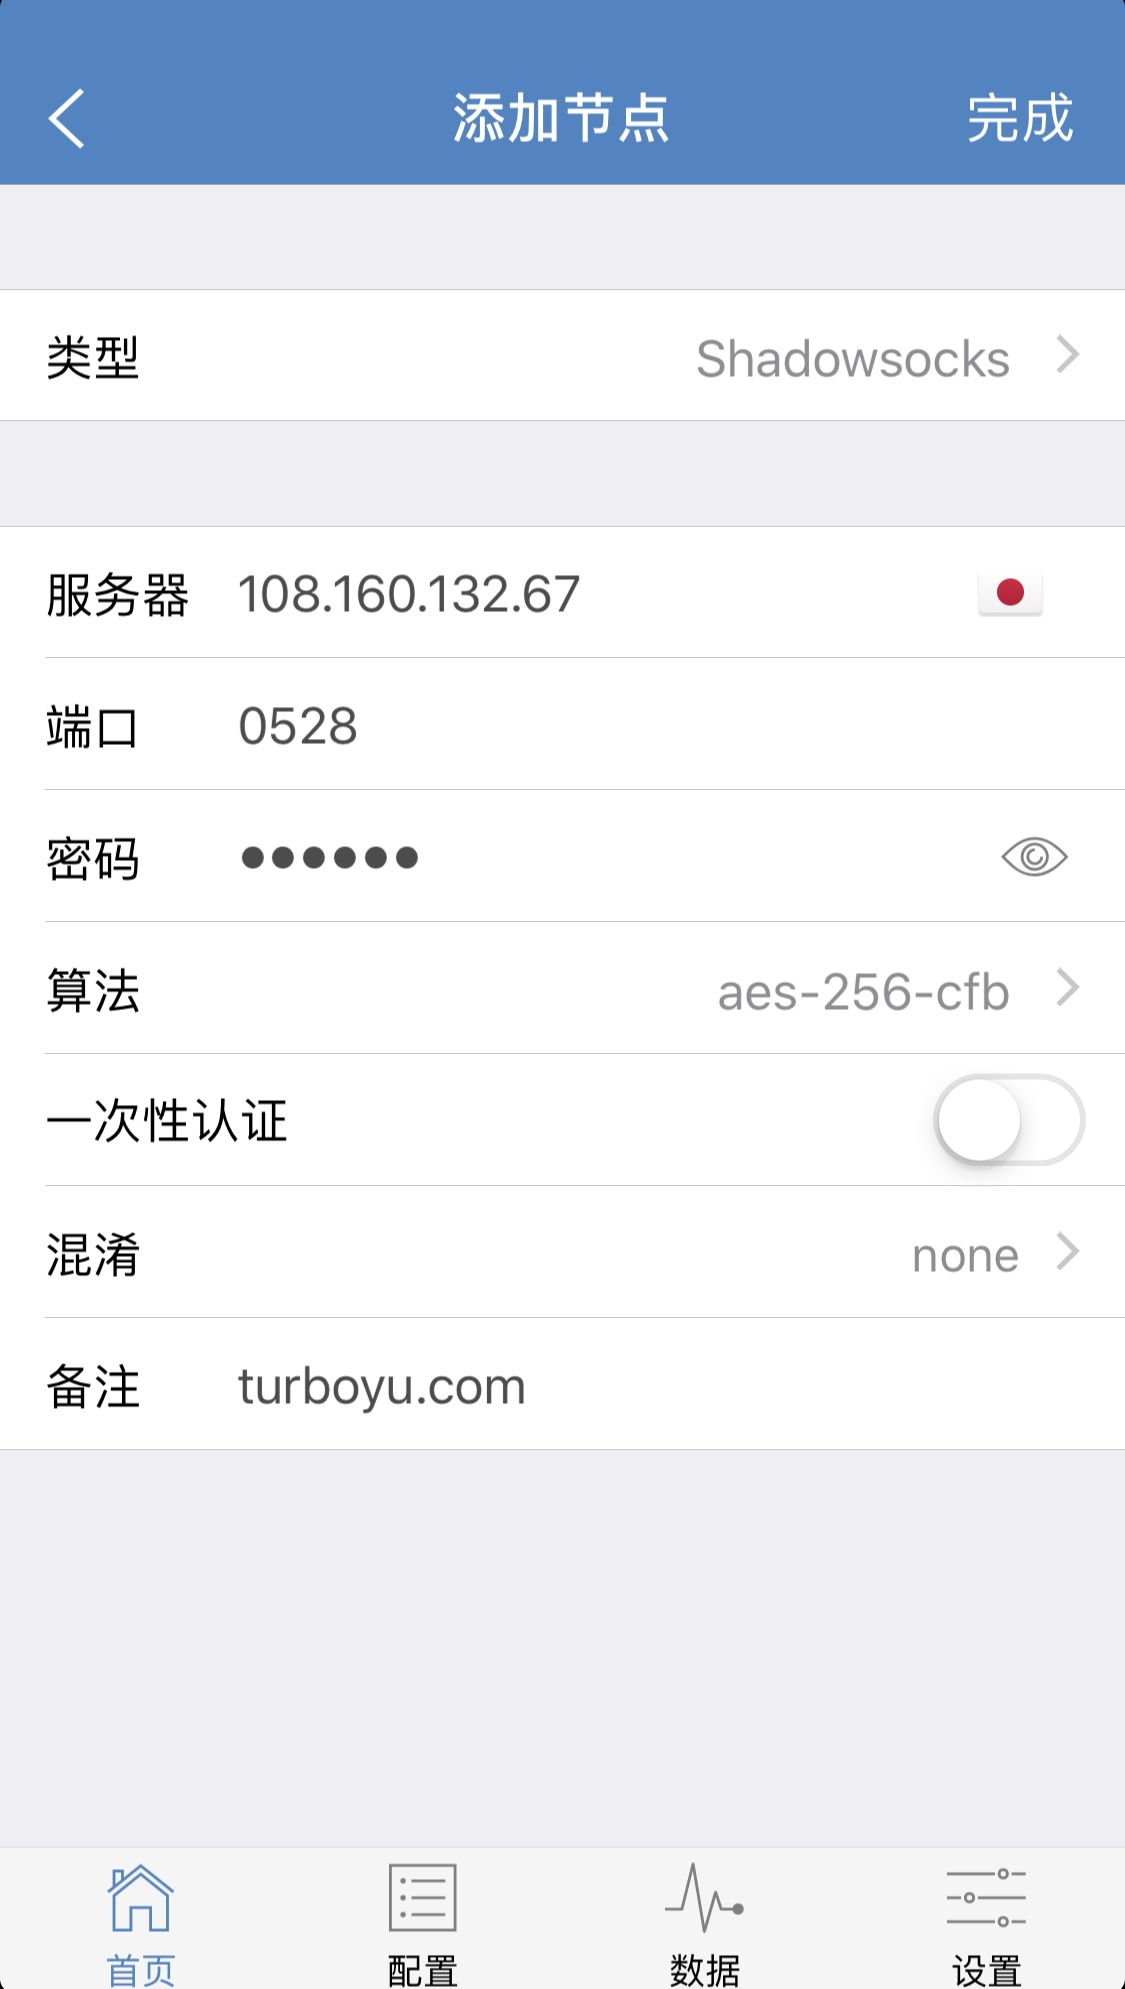 添加节点 完成
类型 Shadowsocks
服务器 108.160.132.67
端口 0528
密码 ●●●●●●
算法 aes-256-cfb
一次性认证
混淆 none
备注 turboyu.com
首页 配置 数据 设置